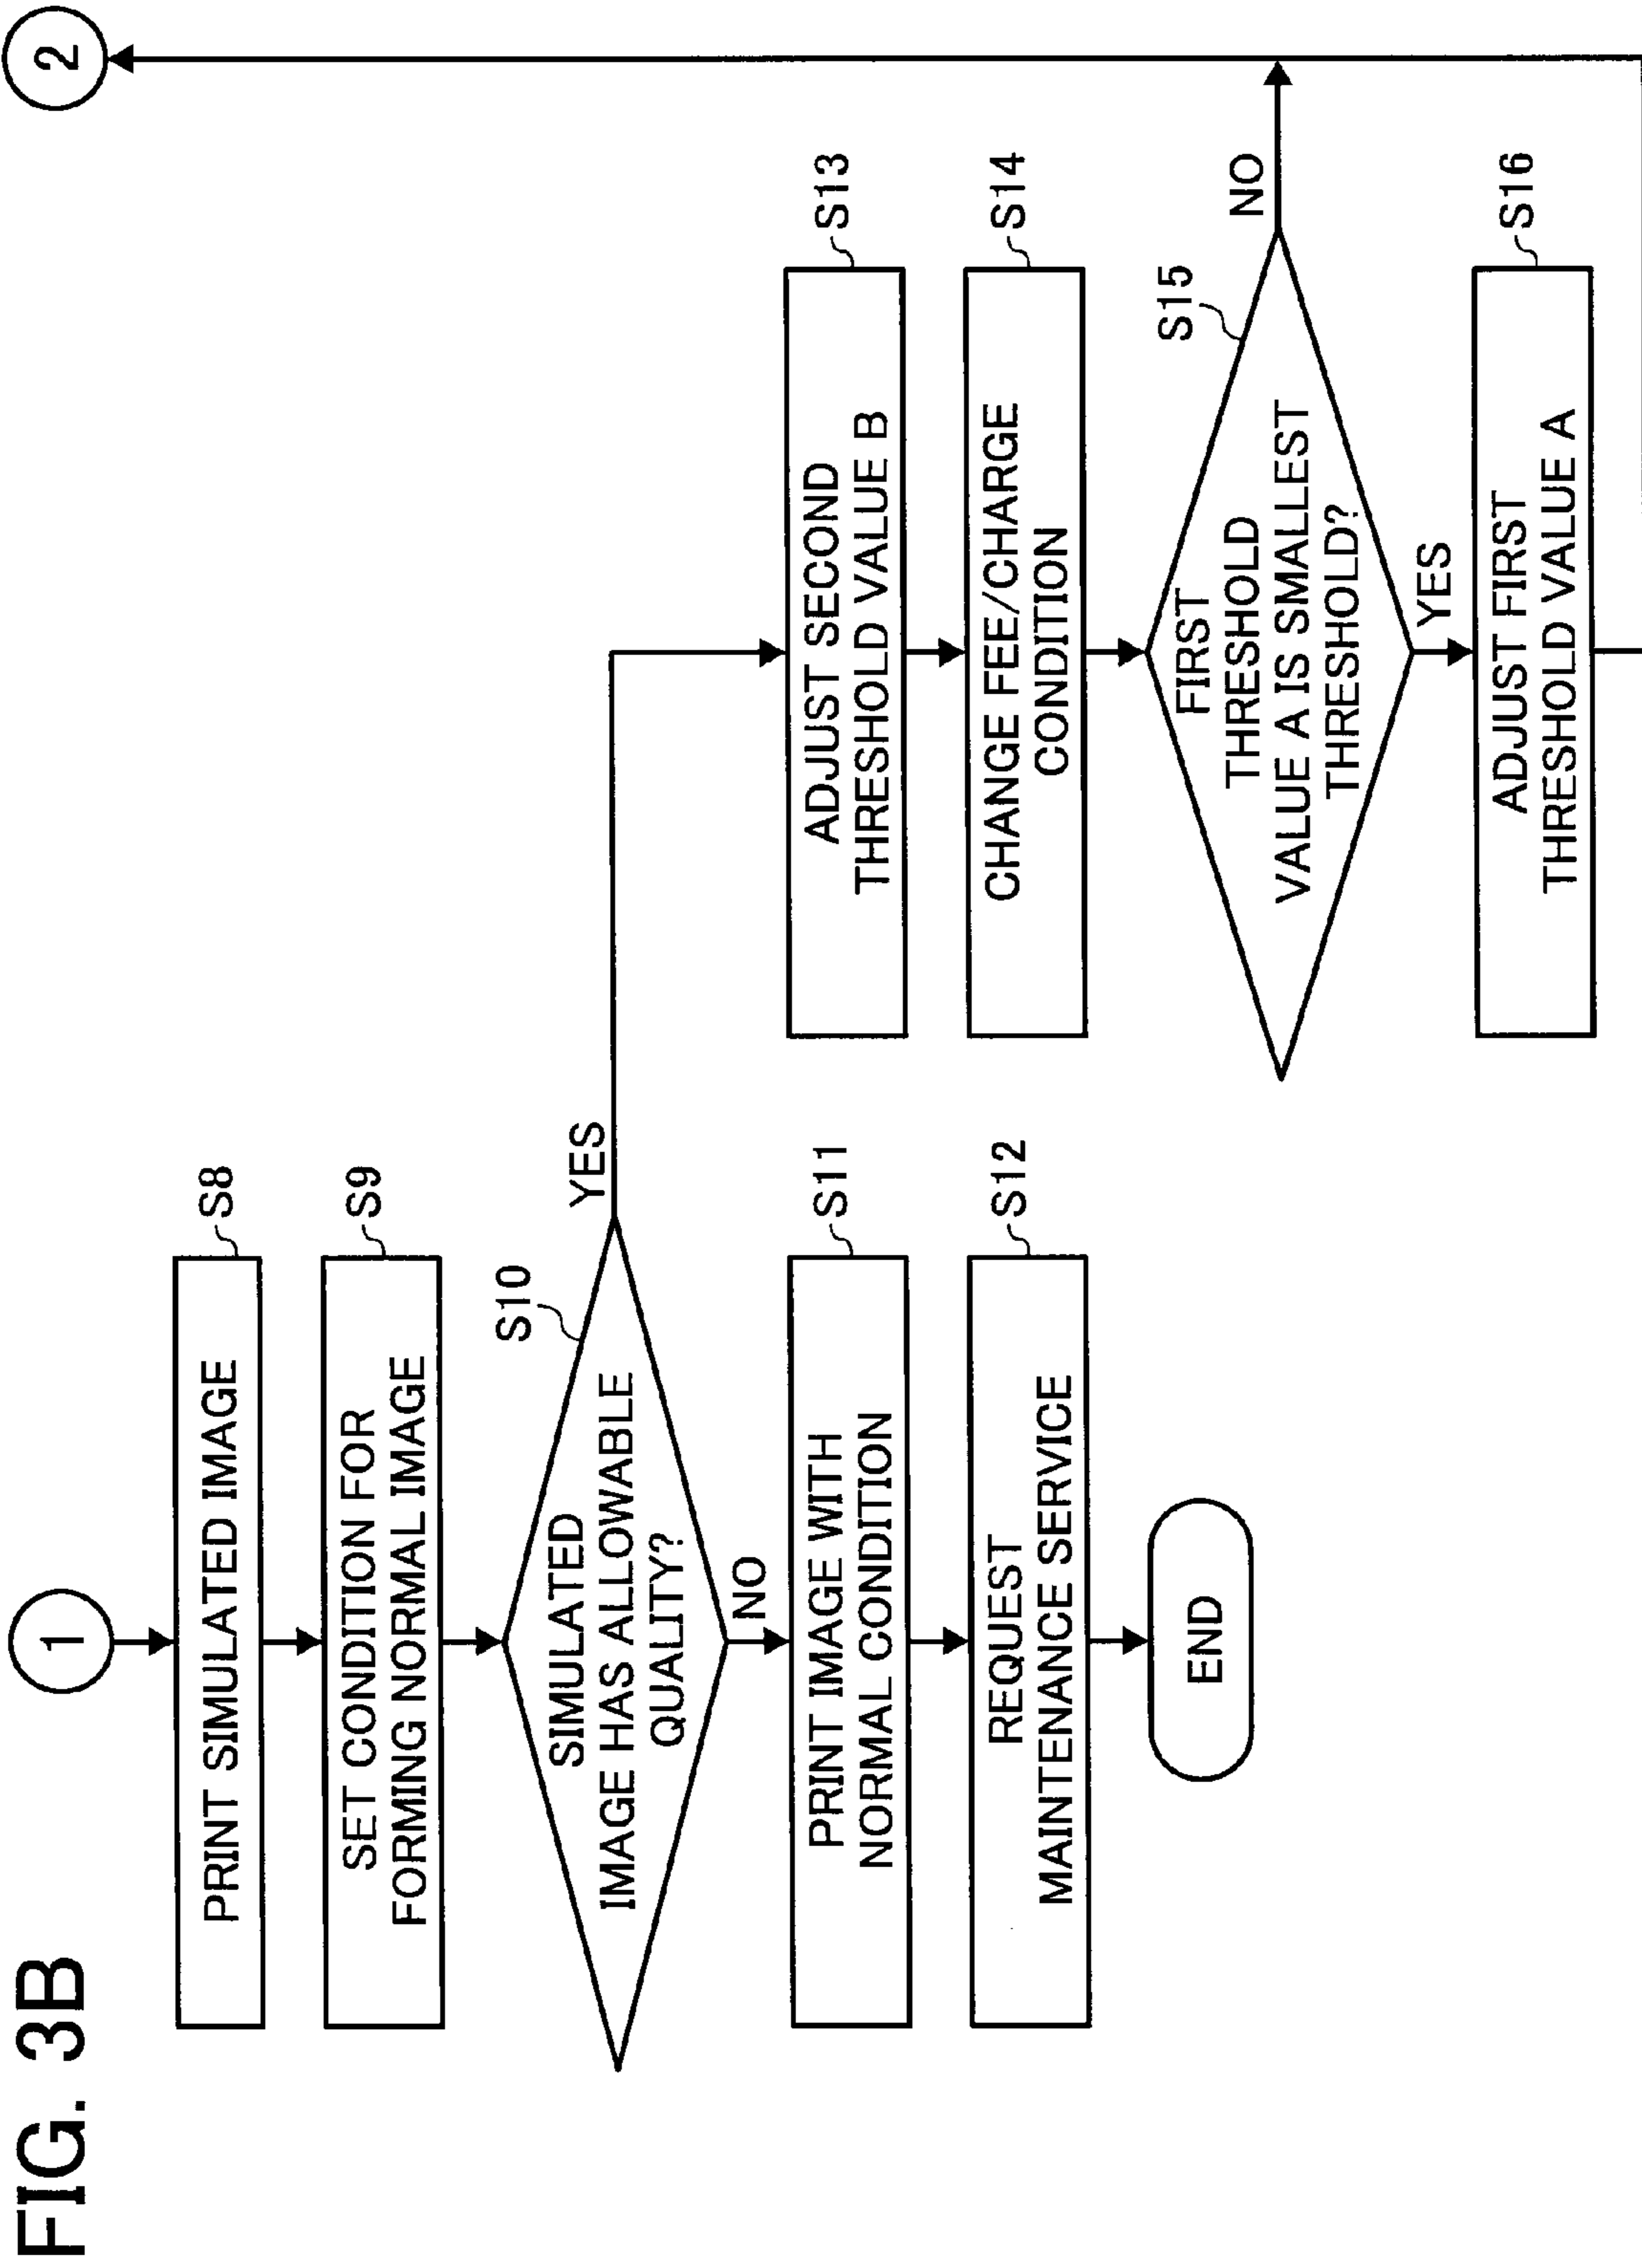 FIG. 3B
1
PRINT SIMULATED IMAGE
S8
SET CONDITION FOR
FORMING NORMAL IMAGE
S9
SIMULATED
IMAGE HAS ALLOWABLE
QUALITY?
S10
YES
NO
PRINT IMAGE WITH
NORMAL CONDITION
S11
REQUEST
MAINTENANCE SERVICE
S12
END
ADJUST SECOND
THRESHOLD VALUE B
S13
CHANGE FEE/CHARGE
CONDITION
S14
FIRST
THRESHOLD
VALUE A IS SMALLEST
THRESHOLD?
S15
NO
YES
ADJUST FIRST
THRESHOLD VALUE A
S16
2